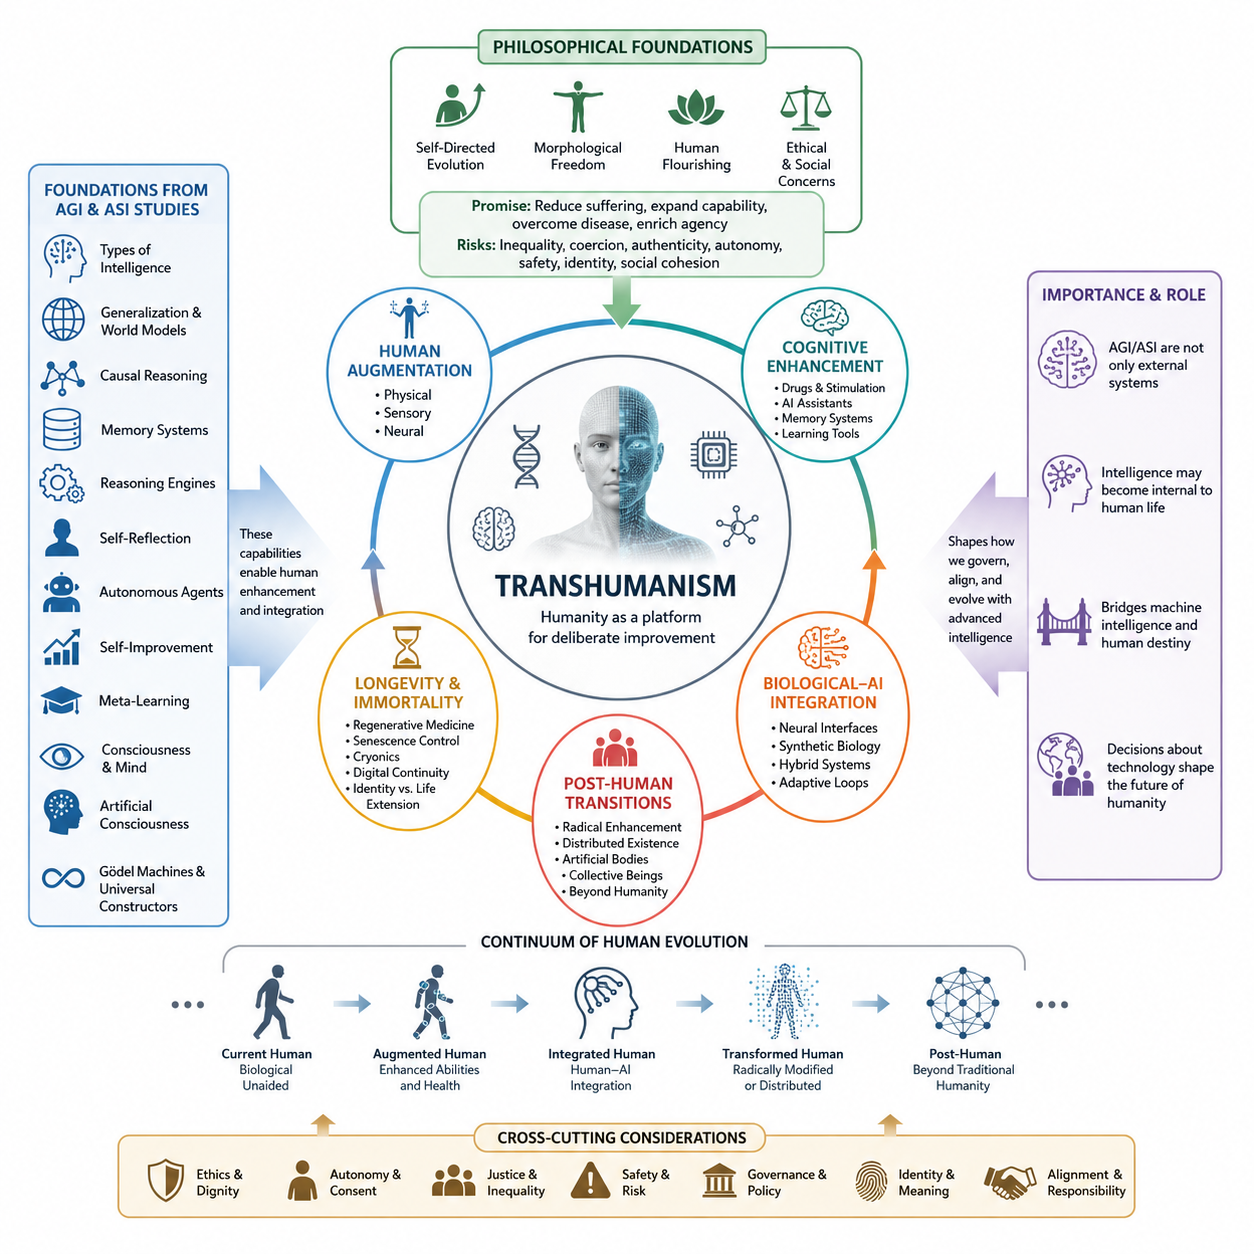 PHILOSOPHICAL FOUNDATIONS
Self-Directed
Evolution
Morphological
Freedom
Human
Flourishing
Ethical
& Social
Concerns
Promise: Reduce suffering, expand capability,
overcome disease, enrich agency
Risks: Inequality, coercion, authenticity, autonomy,
safety, identity, social cohesion
FOUNDATIONS FROM
AGI & ASI STUDIES
Types of
Intelligence
Generalization &
World Models
Causal Reasoning
Memory Systems
Reasoning Engines
Self-Reflection
Autonomous Agents
Self-Improvement
Meta-Learning
Consciousness
& Mind
Artificial
Consciousness
Gödel Machines &
Universal
Constructors
These
capabilities
enable human
enhancement
and integration
HUMAN
AUGMENTATION
• Physical
• Sensory
• Neural
COGNITIVE
ENHANCEMENT
• Drugs & Stimulation
• AI Assistants
• Memory Systems
• Learning Tools
TRANSHUMANISM
Humanity as a platform
for deliberate improvement
LONGEVITY &
IMMORTALITY
• Regenerative Medicine
• Senescence Control
• Cryonics
• Digital Continuity
• Identity vs. Life
Extension
POST-HUMAN
TRANSITIONS
• Radical Enhancement
• Distributed Existence
• Artificial Bodies
• Collective Beings
• Beyond Humanity
BIOLOGICAL–AI
INTEGRATION
• Neural Interfaces
• Synthetic Biology
• Hybrid Systems
• Adaptive Loops
Shapes how
we govern,
align, and
evolve with
advanced
intelligence
IMPORTANCE & ROLE
AGI/ASI are not
only external
systems
Intelligence may
become internal to
human life
Bridges machine
intelligence and
human destiny
Decisions about
technology shape
the future of
humanity
CONTINUUM OF HUMAN EVOLUTION
Current Human
Biological
Unaided
Augmented Human
Enhanced Abilities
and Health
Integrated Human
Human–AI
Integration
Transformed Human
Radically Modified
or Distributed
Post-Human
Beyond Traditional
Humanity
CROSS-CUTTING CONSIDERATIONS
Ethics &
Dignity
Autonomy &
Consent
Justice &
Inequality
Safety &
Risk
Governance &
Policy
Identity &
Meaning
Alignment &
Responsibility